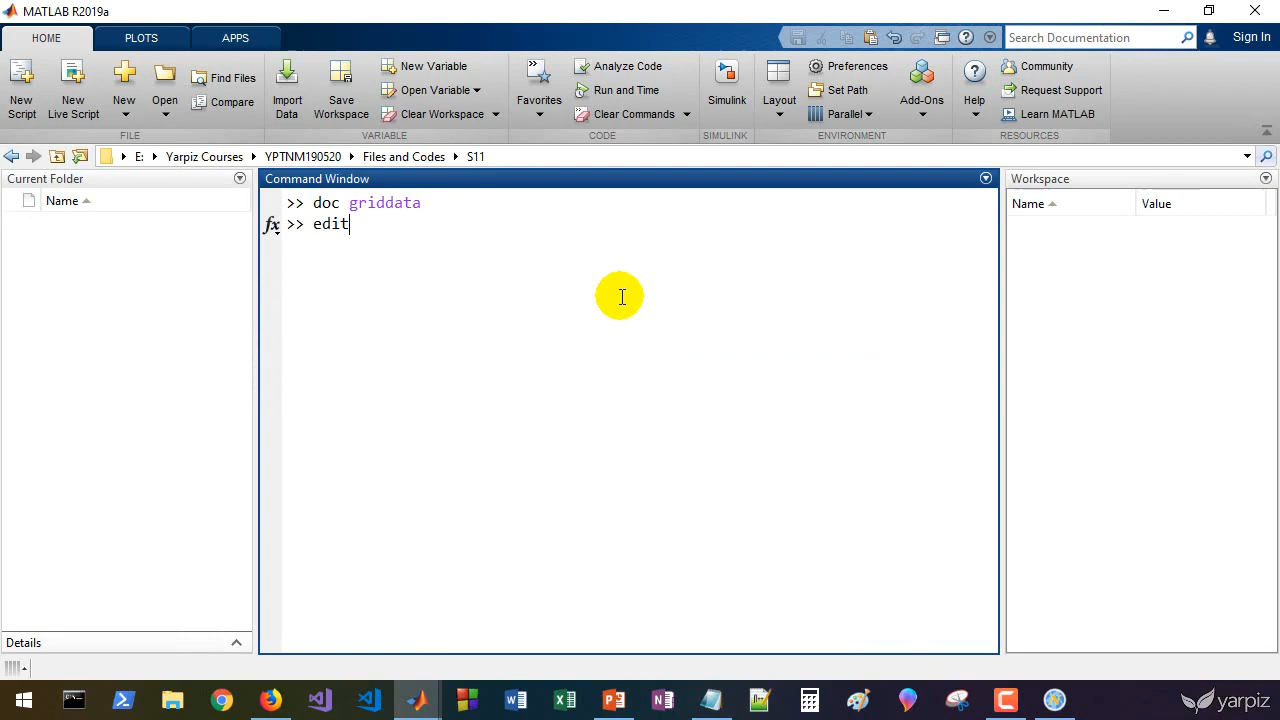 MATLAB R2019a
HOME PLOTS APPS Search Documentation Sign In
New Script New Live Script New Open Find Files Compare Import Data Save Workspace New Variable Open Variable Clear Workspace Favorites Analyze Code Run and Time Clear Commands Simulink Layout Preferences Set Path Parallel Add-Ons Help Community Request Support Learn MATLAB
FILE VARIABLE CODE SIMULINK ENVIRONMENT RESOURCES
E: Yarpiz Courses YPTNM190520 Files and Codes S11
Current Folder Command Window Workspace
Name Name Value
>> doc griddata
fx >> edit
Details
yarpiz